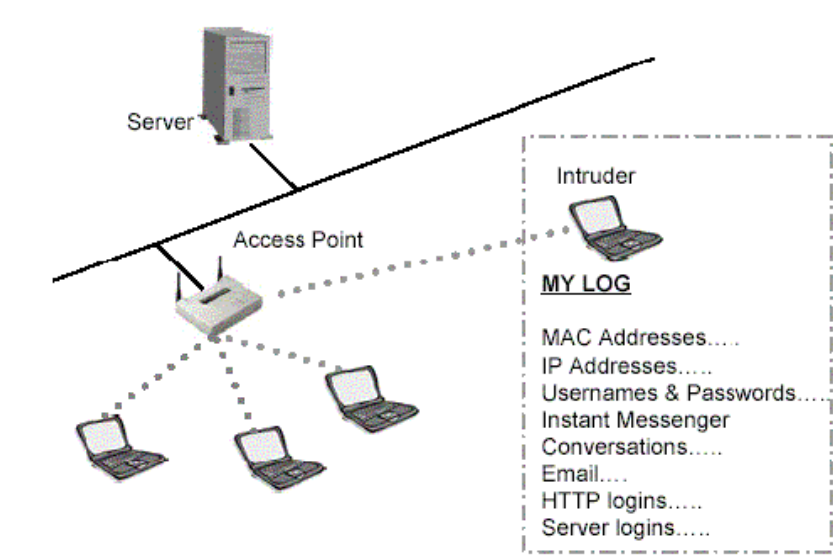 Server
Access Point
Intruder
MY LOG
MAC Addresses.....
IP Addresses.....
Usernames & Passwords.....
Instant Messenger
Conversations.....
Email....
HTTP logins.....
Server logins.....